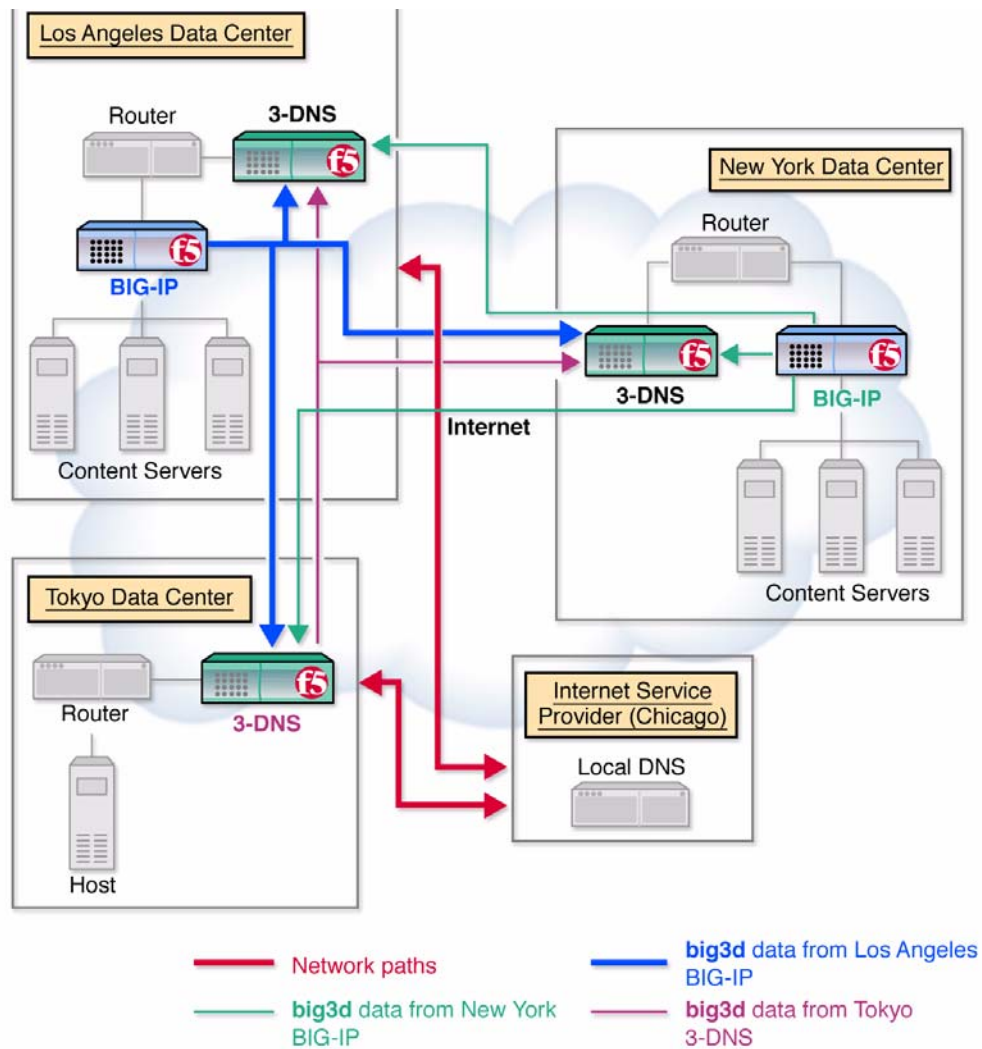 Los Angeles Data Center
Router
3-DNS
f5
BIG-IP
f5
Content Servers
New York Data Center
Router
f5
3-DNS
f5
BIG-IP
Content Servers
Internet
Tokyo Data Center
Router
f5
3-DNS
Host
Internet Service
Provider (Chicago)
Local DNS
Network paths
big3d data from New York
BIG-IP
big3d data from Los Angeles
BIG-IP
big3d data from Tokyo
3-DNS